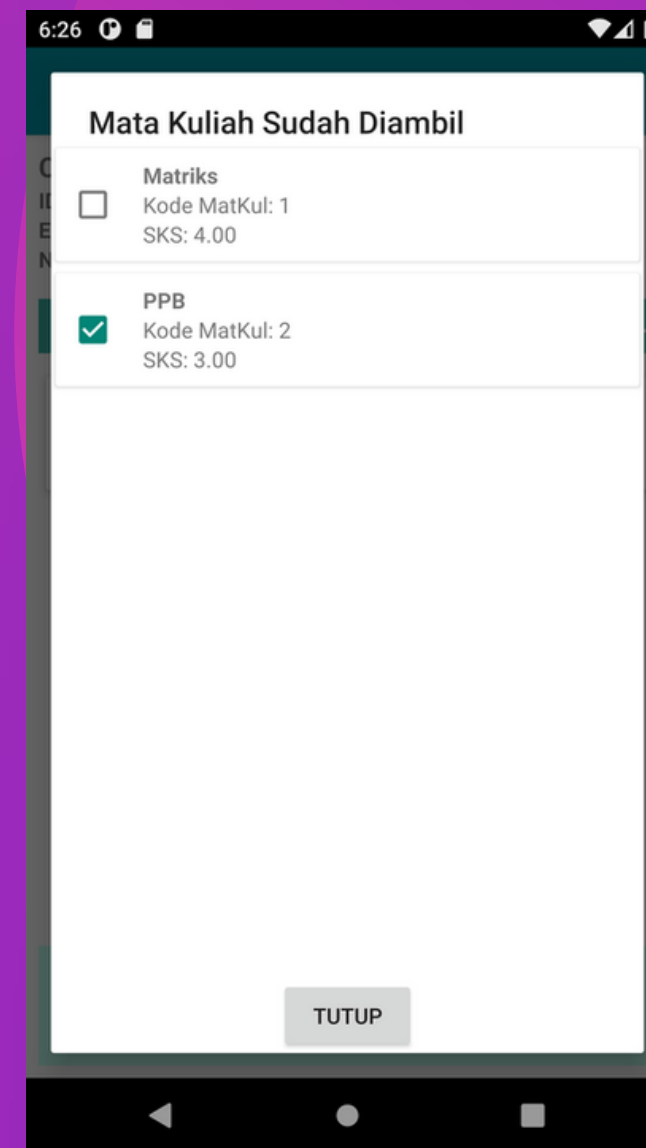 6:26
Mata Kuliah Sudah Diambil
Matriks
Kode MatKul: 1
SKS: 4.00
PPB
Kode MatKul: 2
SKS: 3.00
TUTUP